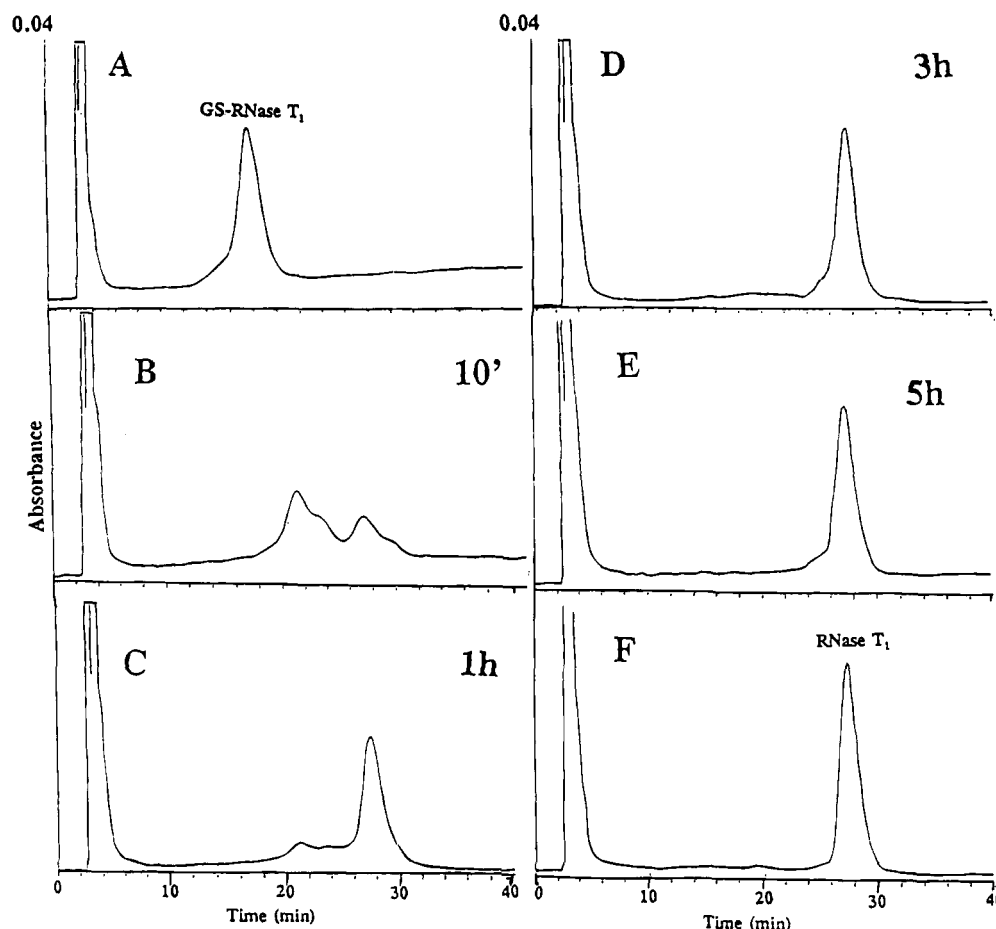 0.04
A
GS-RNase T₁
B
10'
Absorbance
C
1h
0
10
20
30
40
Time (min)
0.04
D
3h
E
5h
F
RNase T₁
0
10
20
30
40
Time (min)